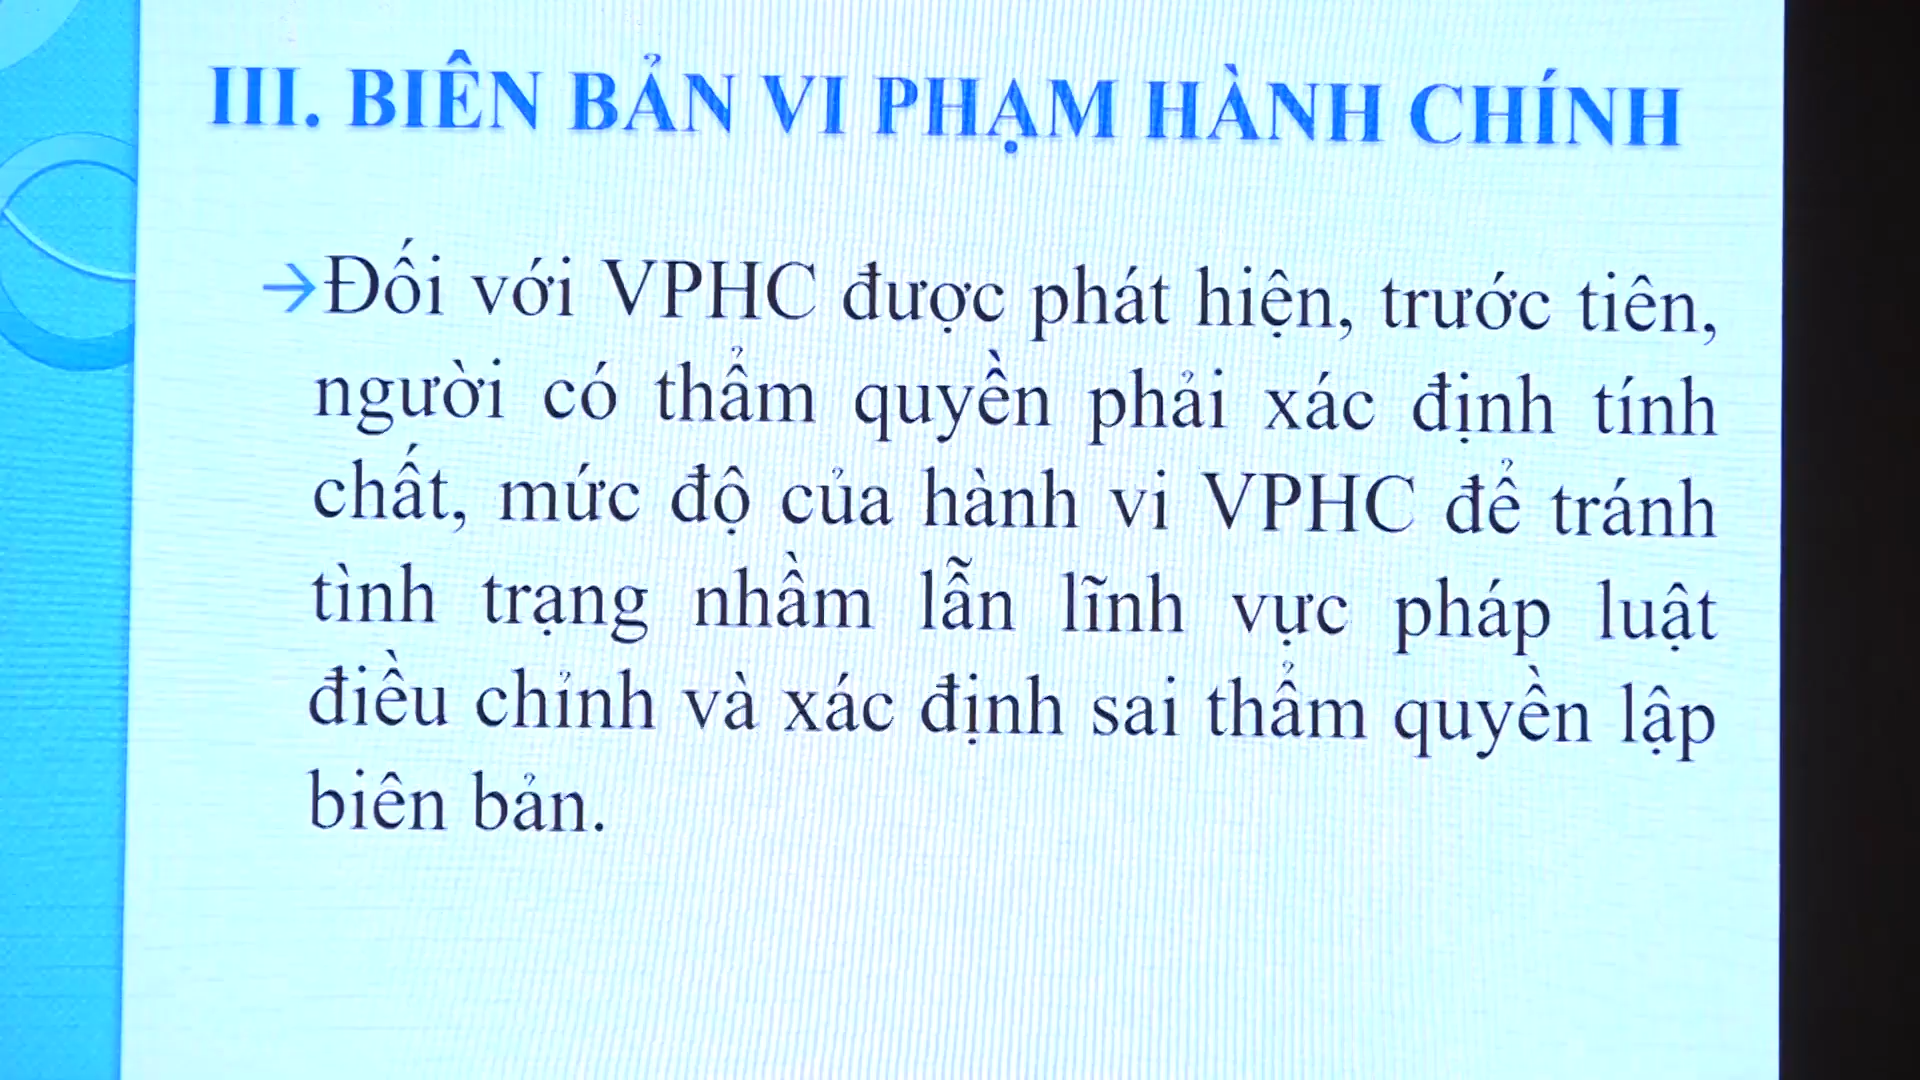 III. BIÊN BẢN VI PHẠM HÀNH CHÍNH
→Đối với VPHC được phát hiện, trước tiên,
người có thẩm quyền phải xác định tính
chất, mức độ của hành vi VPHC để tránh
tình trạng nhầm lẫn lĩnh vực pháp luật
điều chỉnh và xác định sai thẩm quyền lập
biên bản.